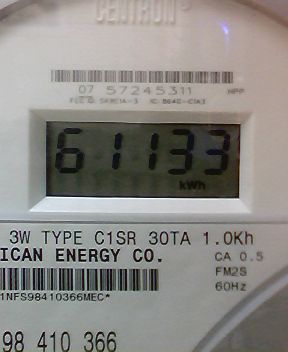 CENTRON®
07 57245311 MPP
61133
kWh
3W TYPE C1SR 30TA 1.0Kh
ICAN ENERGY CO. CA 0.5
FM2S
1NFS98410366MEC* 60Hz
98 410 366